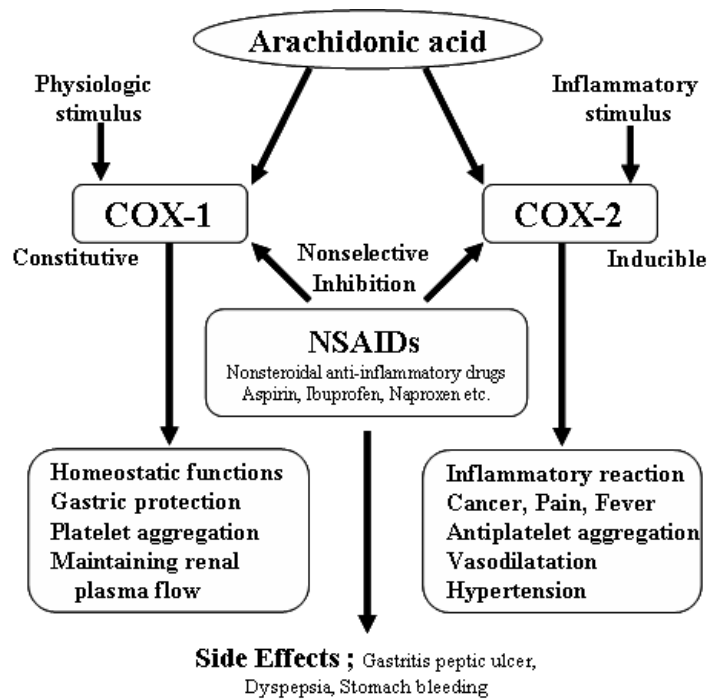 Arachidonic acid
Physiologic
stimulus
Inflammatory
stimulus
COX-1
COX-2
Constitutive
Nonselective
Inhibition
Inducible
NSAIDs
Nonsteroidal anti-inflammatory drugs
Aspirin, Ibuprofen, Naproxen etc.
Homeostatic functions
Gastric protection
Platelet aggregation
Maintaining renal
plasma flow
Inflammatory reaction
Cancer, Pain, Fever
Antiplatelet aggregation
Vasodilatation
Hypertension
Side Effects ; Gastritis peptic ulcer,
Dyspepsia, Stomach bleeding